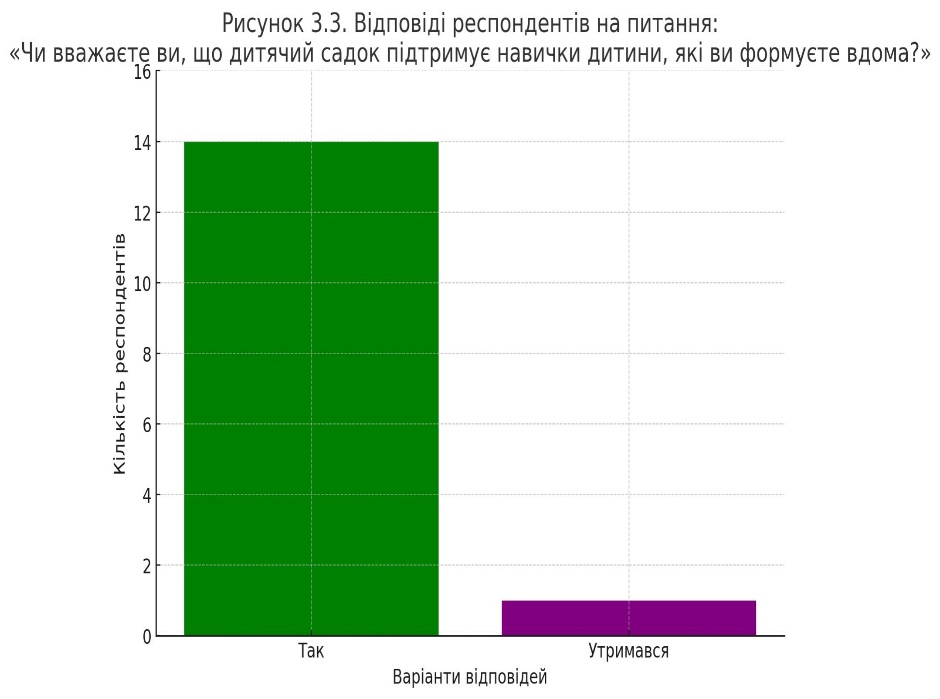 Рисунок 3.3. Відповіді респондентів на питання:
«Чи вважаєте ви, що дитячий садок підтримує навички дитини, які ви формуєте вдома?»
16
14
12
10
8
6
4
2
0
Кількість респондентів
Так
Утримався
Варіанти відповідей